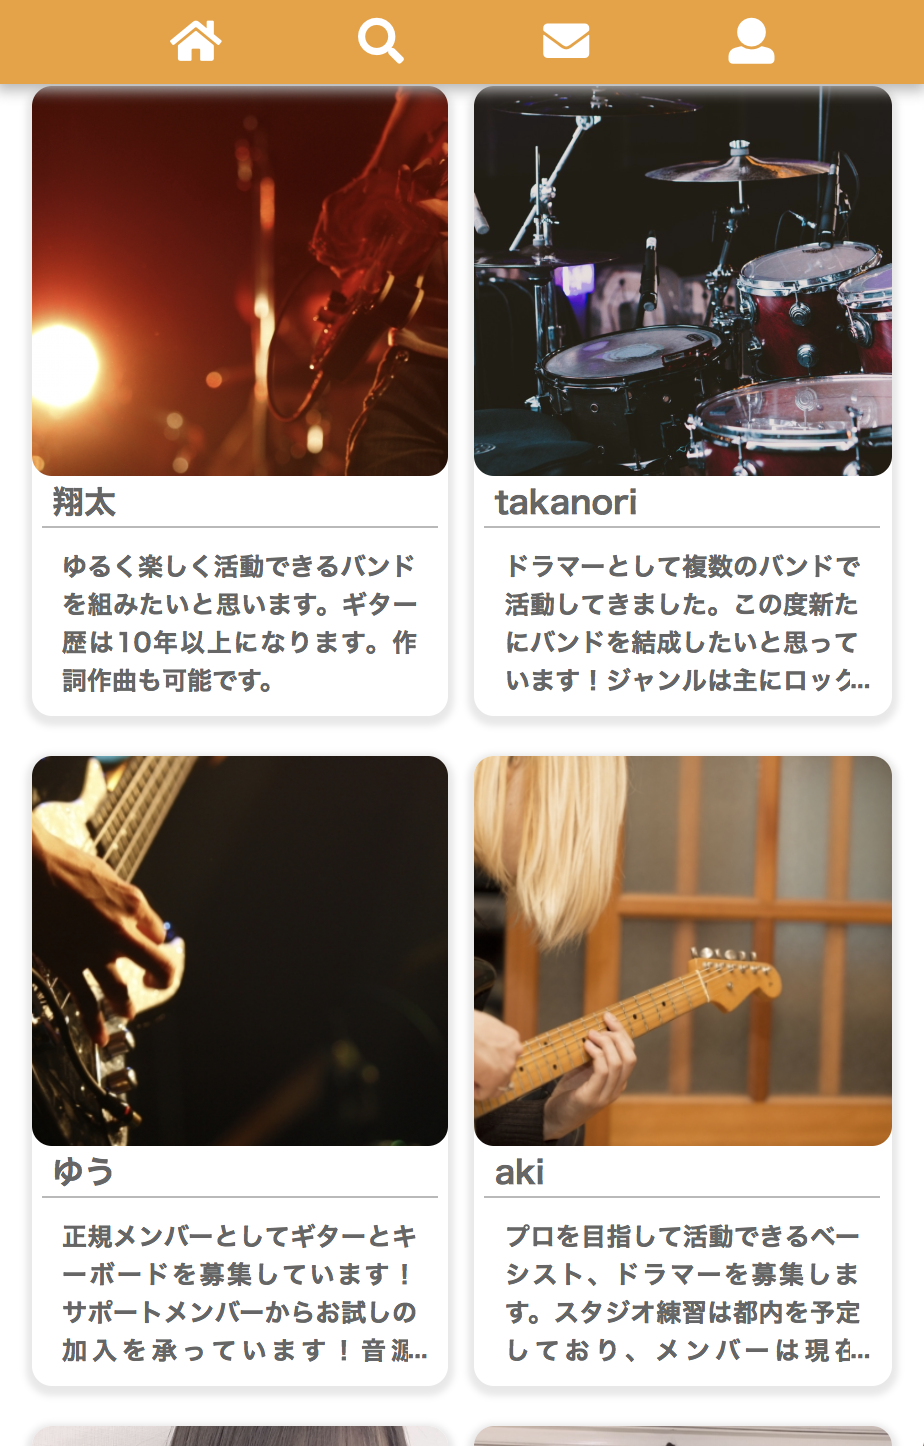 翔太
ゆるく楽しく活動できるバンド
を組みたいと思います。ギター
歴は10年以上になります。作
詞作曲も可能です。
takanori
ドラマーとして複数のバンドで
活動してきました。この度新た
にバンドを結成したいと思って
います！ジャンルは主にロック...
ゆう
正規メンバーとしてギターとキ
ーボードを募集しています！
サポートメンバーからお試しの
加入を承っています！音源...
aki
プロを目指して活動できるベー
シスト、ドラマーを募集しま
す。スタジオ練習は都内を予定
しており、メンバーは現在...